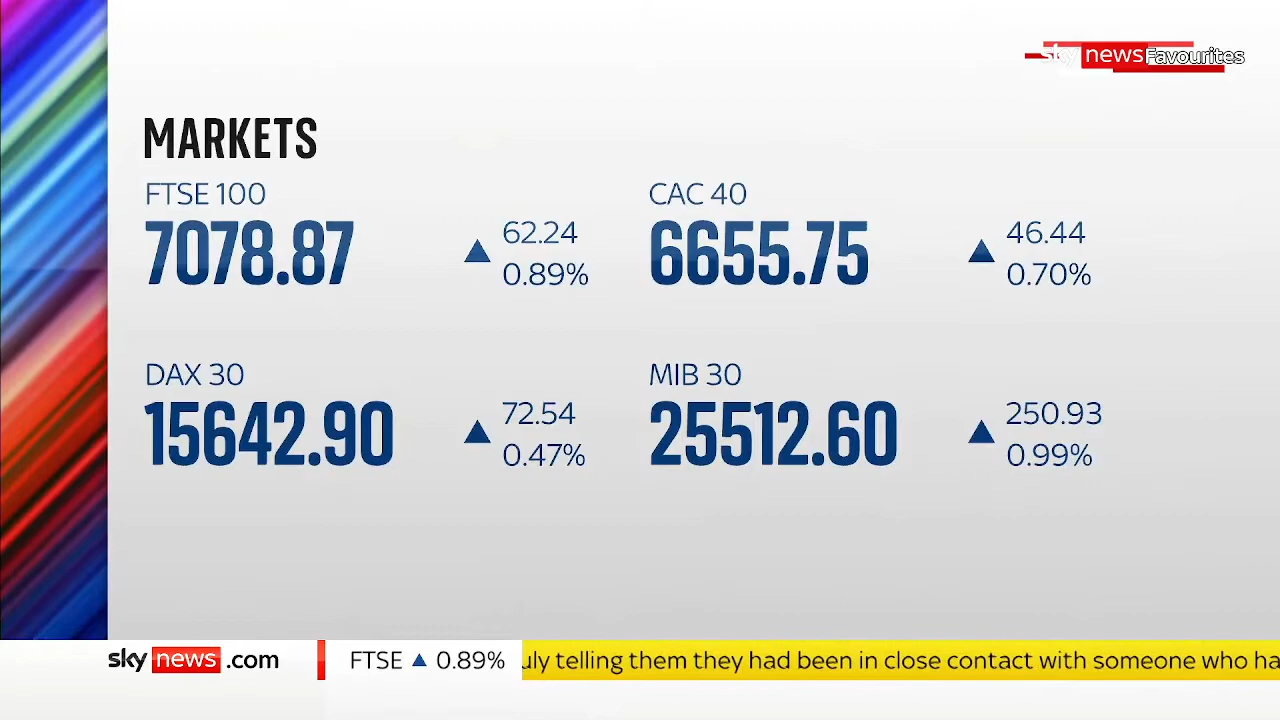 sky news Favourites
MARKETS
FTSE 100
7078.87
▲ 62.24
0.89%
CAC 40
6655.75
▲ 46.44
0.70%
DAX 30
15642.90
▲ 72.54
0.47%
MIB 30
25512.60
▲ 250.93
0.99%
sky news .com
FTSE ▲ 0.89%
uly telling them they had been in close contact with someone who ha